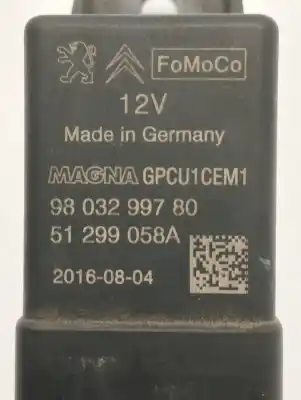 FoMoCo
12V
Made in Germany
MAGNA GPCU1CEM1
98 032 997 80
51 299 058A
2016-08-04